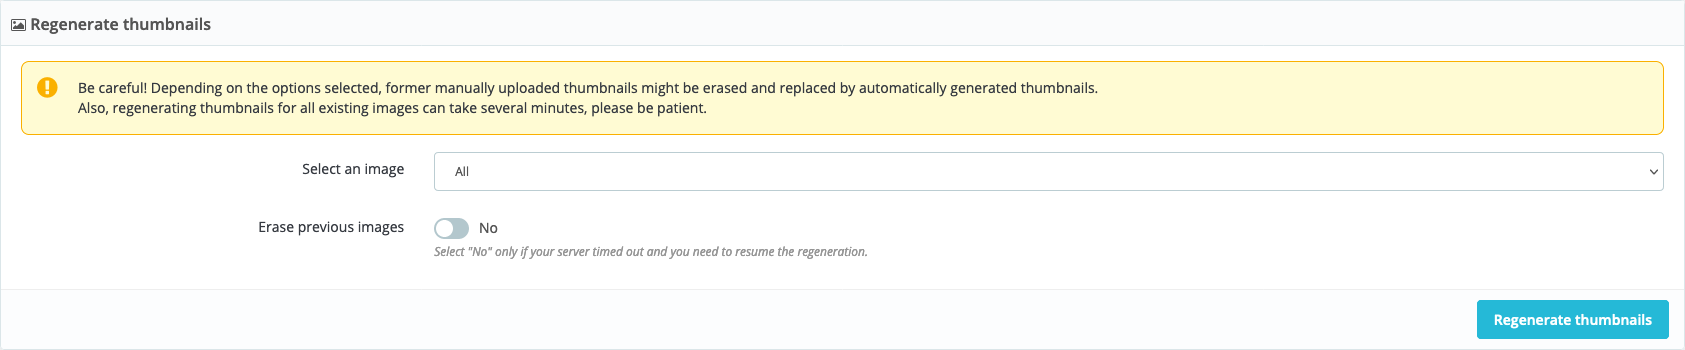 Regenerate thumbnails
Be careful! Depending on the options selected, former manually uploaded thumbnails might be erased and replaced by automatically generated thumbnails.
Also, regenerating thumbnails for all existing images can take several minutes, please be patient.
Select an image
All
Erase previous images
No
Select "No" only if your server timed out and you need to resume the regeneration.
Regenerate thumbnails